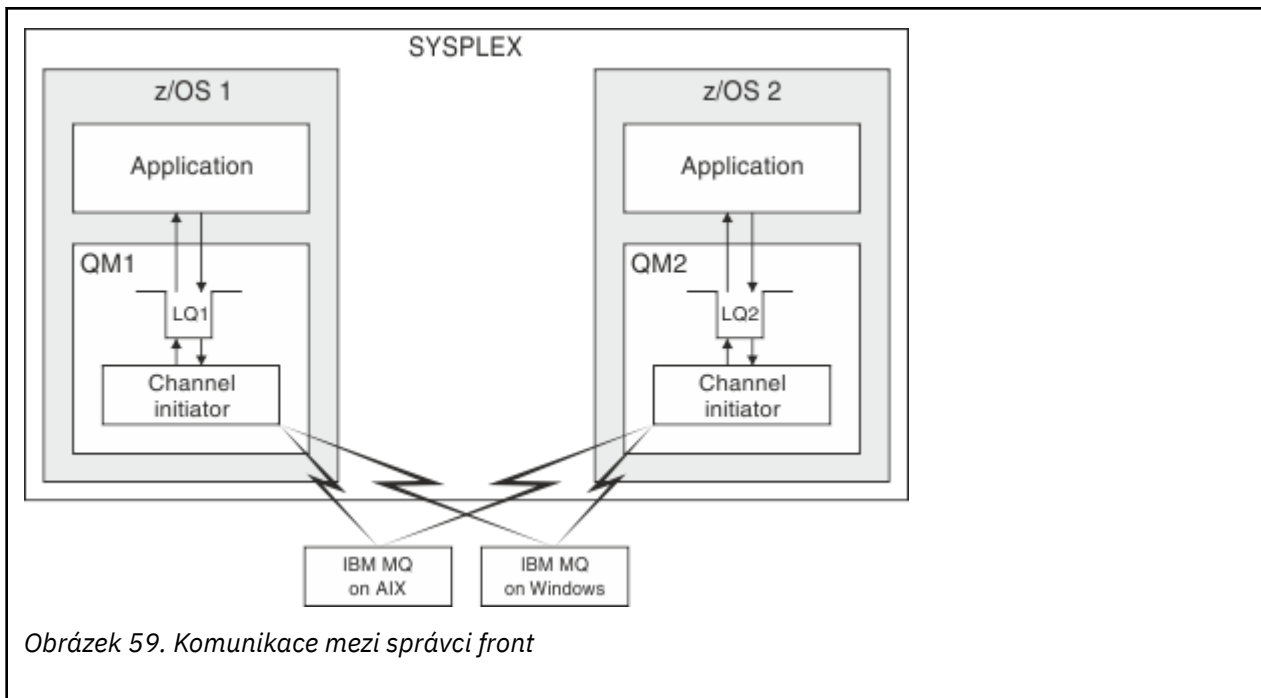 SYSPLEX
z/OS 1
Application
QM1
LQ1
Channel
initiator
z/OS 2
Application
QM2
LQ2
Channel
initiator
IBM MQ
on AIX
IBM MQ
on Windows
Obrázek 59. Komunikace mezi správci front